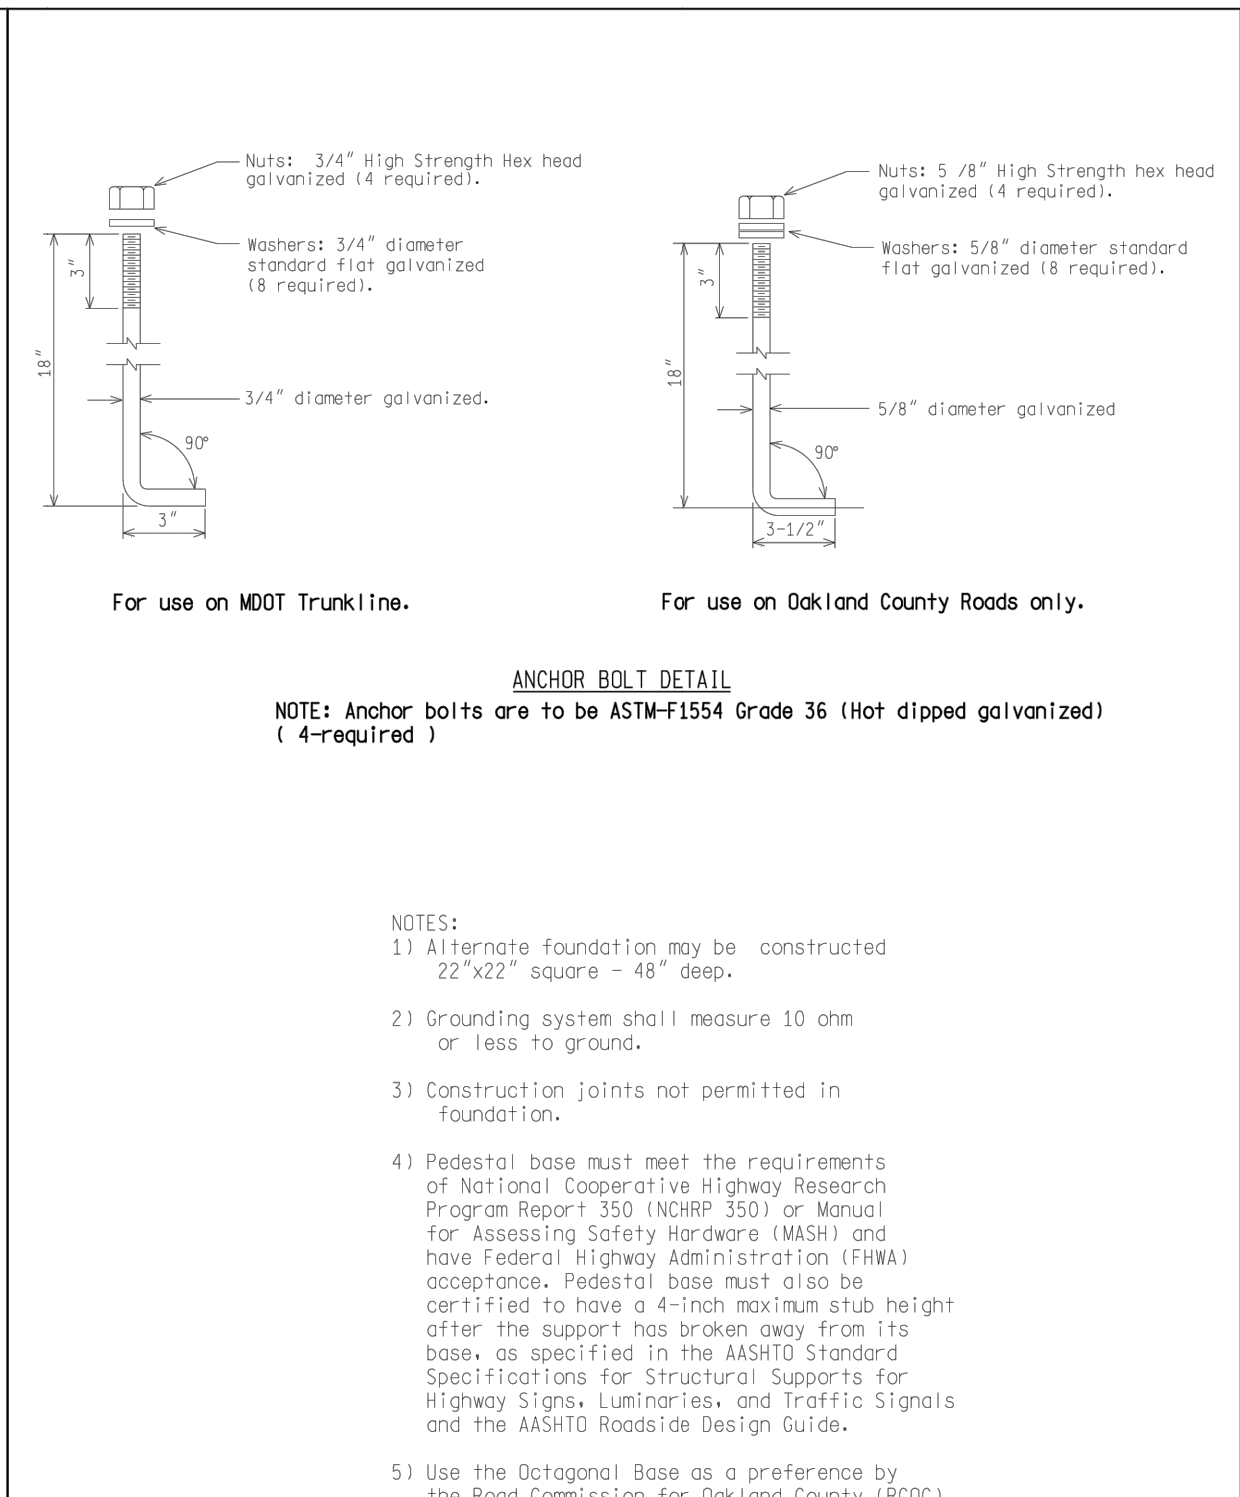 Nuts: 3/4" High Strength Hex head
galvanized (4 required).
Washers: 3/4" diameter
standard flat galvanized
(8 required).
3"
18"
3/4" diameter galvanized.
90°
3"
For use on MDOT Trunkline.
Nuts: 5 /8" High Strength hex head
galvanized (4 required).
Washers: 5/8" diameter standard
flat galvanized (8 required).
3"
18"
5/8" diameter galvanized
90°
3-1/2"
For use on Oakland County Roads only.
ANCHOR BOLT DETAIL
NOTE: Anchor bolts are to be ASTM-F1554 Grade 36 (Hot dipped galvanized)
( 4-required )
NOTES:
1) Alternate foundation may be constructed
22"x22" square - 48" deep.
2) Grounding system shall measure 10 ohm
or less to ground.
3) Construction joints not permitted in
foundation.
4) Pedestal base must meet the requirements
of National Cooperative Highway Research
Program Report 350 (NCHRP 350) or Manual
for Assessing Safety Hardware (MASH) and
have Federal Highway Administration (FHWA)
acceptance. Pedestal base must also be
certified to have a 4-inch maximum stub height
after the support has broken away from its
base, as specified in the AASHTO Standard
Specifications for Structural Supports for
Highway Signs, Luminaries, and Traffic Signals
and the AASHTO Roadside Design Guide.
5) Use the Octagonal Base as a preference by
the Road Commission for Oakland County (RCOC)